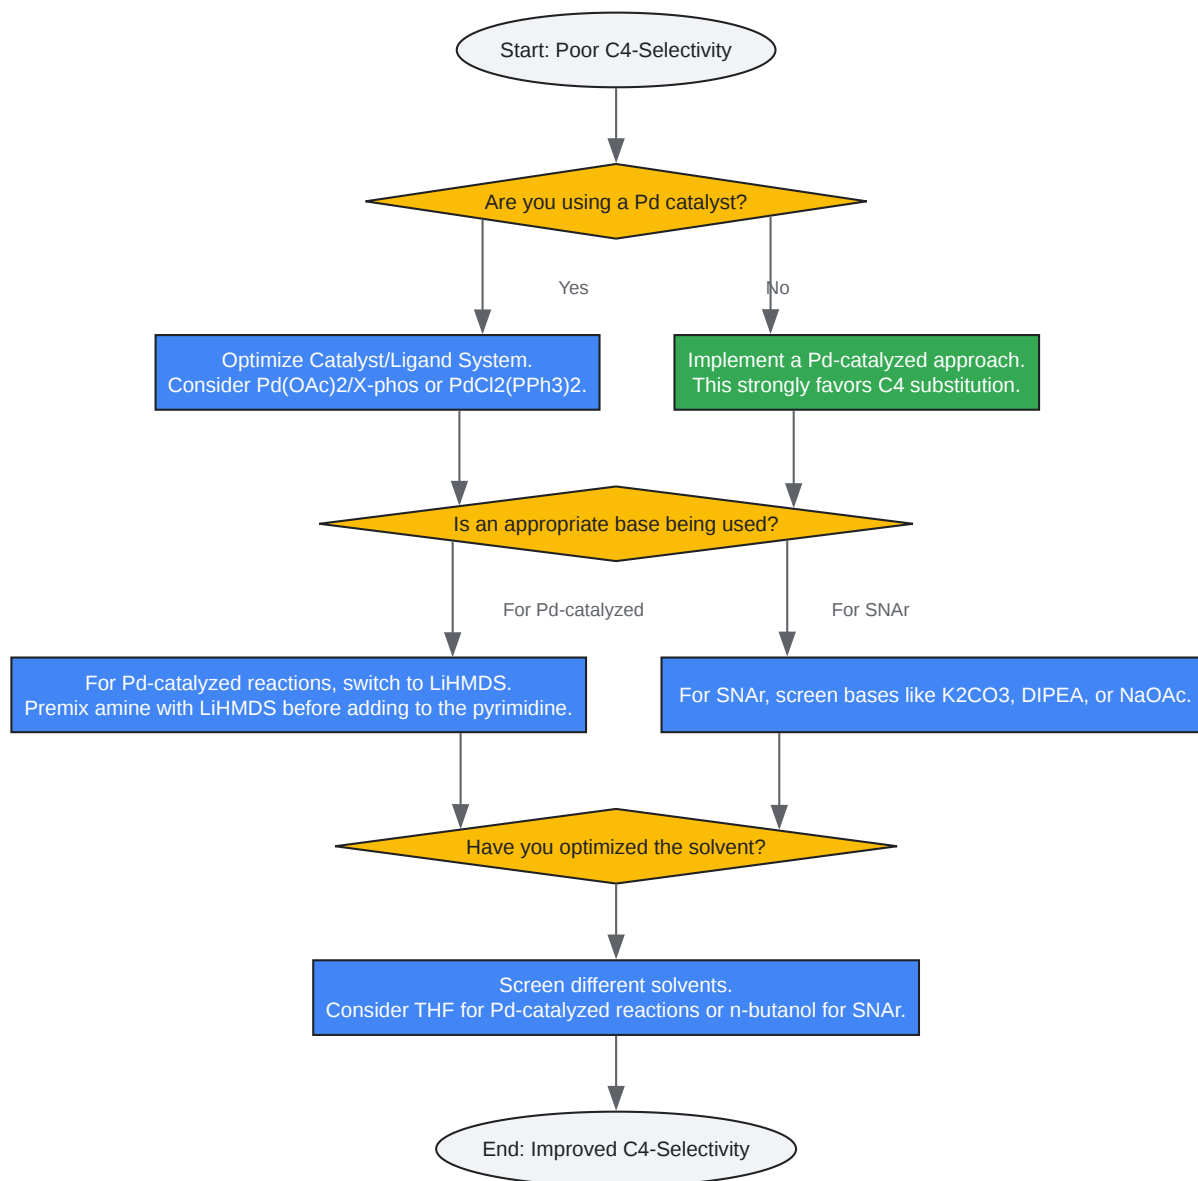 Start: Poor C4-Selectivity
Are you using a Pd catalyst?
Yes
No
Optimize Catalyst/Ligand System.
Consider Pd(OAc)2/X-phos or PdCl2(PPh3)2.
Implement a Pd-catalyzed approach.
This strongly favors C4 substitution.
Is an appropriate base being used?
For Pd-catalyzed
For SNAr
For Pd-catalyzed reactions, switch to LiHMDS.
Premix amine with LiHMDS before adding to the pyrimidine.
For SNAr, screen bases like K2CO3, DIPEA, or NaOAc.
Have you optimized the solvent?
Screen different solvents.
Consider THF for Pd-catalyzed reactions or n-butanol for SNAr.
End: Improved C4-Selectivity